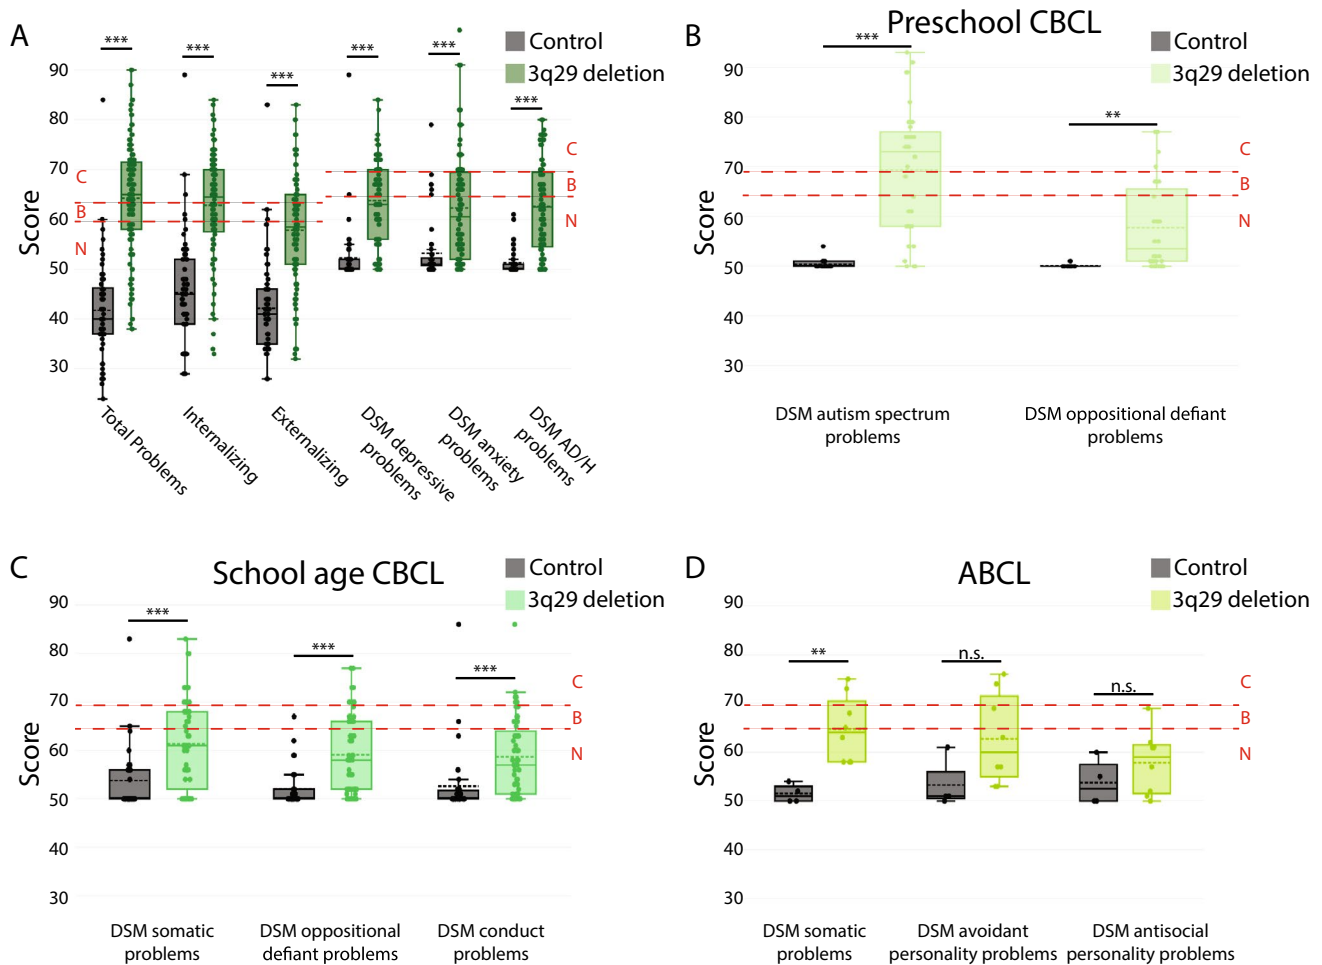 A
Control
3q29 deletion
***
***
***
***
***
***
90
80
70
60
50
40
30
Score
C
B
N
C
B
N
Total Problems
Internalizing
Externalizing
DSM depressive
problems
DSM anxiety
problems
DSM AD/H
problems
B
Preschool CBCL
Control
3q29 deletion
***
**
90
80
70
60
50
40
30
Score
C
B
N
DSM autism spectrum
problems
DSM oppositional defiant
problems
C
School age CBCL
Control
3q29 deletion
***
***
***
90
80
70
60
50
40
30
Score
C
B
N
DSM somatic
problems
DSM oppositional
defiant problems
DSM conduct
problems
D
ABCL
Control
3q29 deletion
**
n.s.
n.s.
90
80
70
60
50
40
30
Score
C
B
N
DSM somatic
problems
DSM avoidant
personality problems
DSM antisocial
personality problems